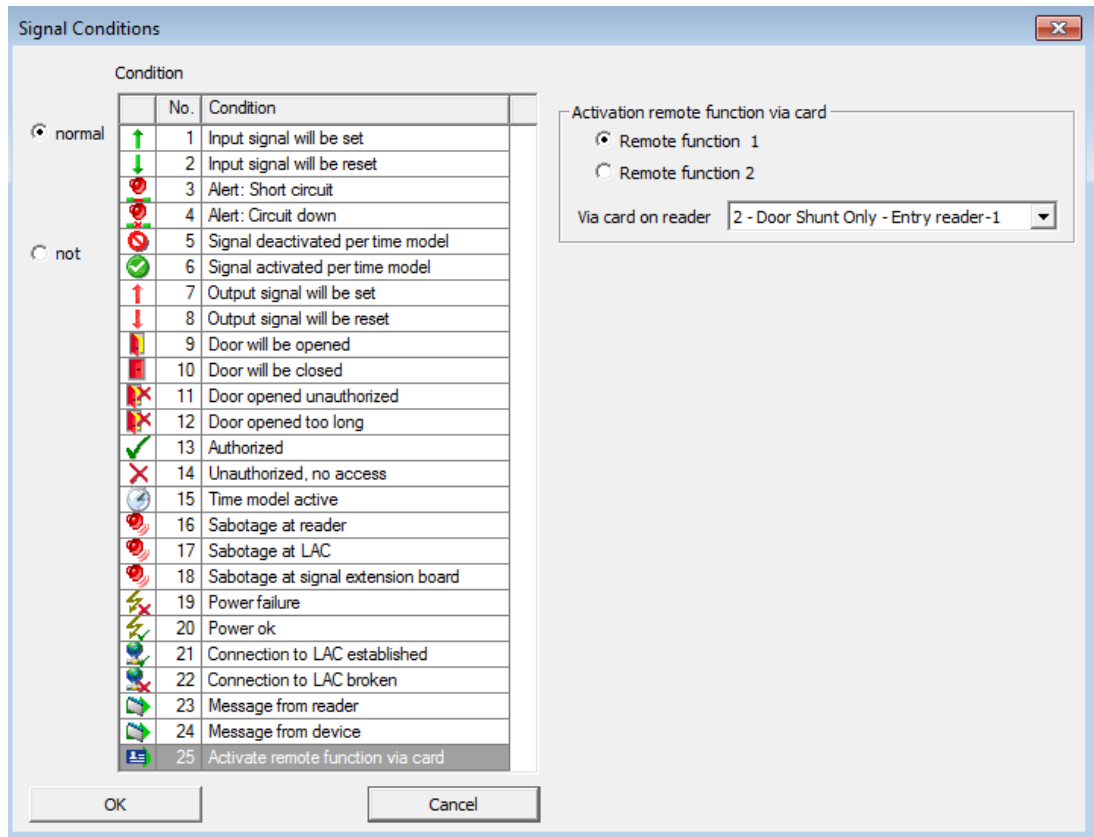 Signal Conditions
Condition
No. Condition
normal
not
1 Input signal will be set
2 Input signal will be reset
3 Alert: Short circuit
4 Alert: Circuit down
5 Signal deactivated per time model
6 Signal activated per time model
7 Output signal will be set
8 Output signal will be reset
9 Door will be opened
10 Door will be closed
11 Door opened unauthorized
12 Door opened too long
13 Authorized
14 Unauthorized, no access
15 Time model active
16 Sabotage at reader
17 Sabotage at LAC
18 Sabotage at signal extension board
19 Power failure
20 Power ok
21 Connection to LAC established
22 Connection to LAC broken
23 Message from reader
24 Message from device
25 Activate remote function via card
Activation remote function via card
Remote function 1
Remote function 2
Via card on reader 2 - Door Shunt Only - Entry reader-1
OK
Cancel